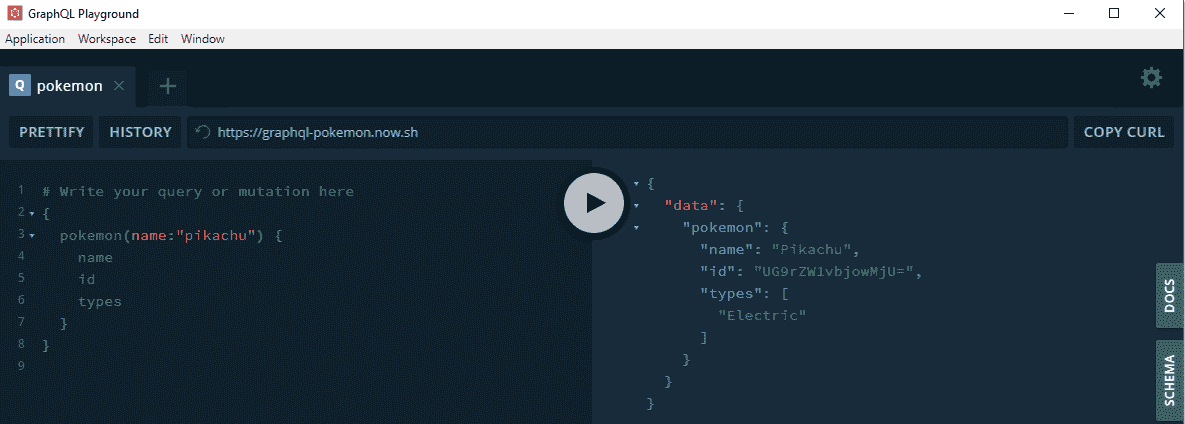 GraphQL Playground
Application Workspace Edit Window
Q pokemon
PRETTIFY HISTORY https://graphql-pokemon.now.sh COPY CURL
1 # Write your query or mutation here
2 {
3 pokemon(name:"pikachu") {
4 name
5 id
6 types
7 }
8 }
9
{
"data": {
"pokemon": {
"name": "Pikachu",
"id": "UG9rZW1vbjowMjU=",
"types": [
"Electric"
]
}
}
}
DOCS
SCHEMA